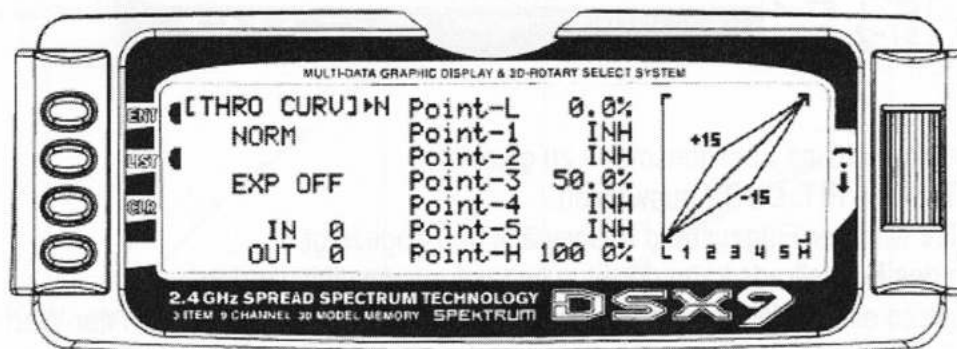 MULTI-DATA GRAPHIC DISPLAY & 3D-ROTARY SELECT SYSTEM
ENT
LIST
CLR
[THRO CURV]▸N
NORM
EXP OFF
IN 0
OUT 0
Point-L 0.0%
Point-1 INH
Point-2 INH
Point-3 50.0%
Point-4 INH
Point-5 INH
Point-H 100 0%
+15
-15
L 1 2 3 4 5 H
2.4 GHz SPREAD SPECTRUM TECHNOLOGY
3 ITEM 9 CHANNEL 30 MODEL MEMORY SPEKTRUM
DSX9